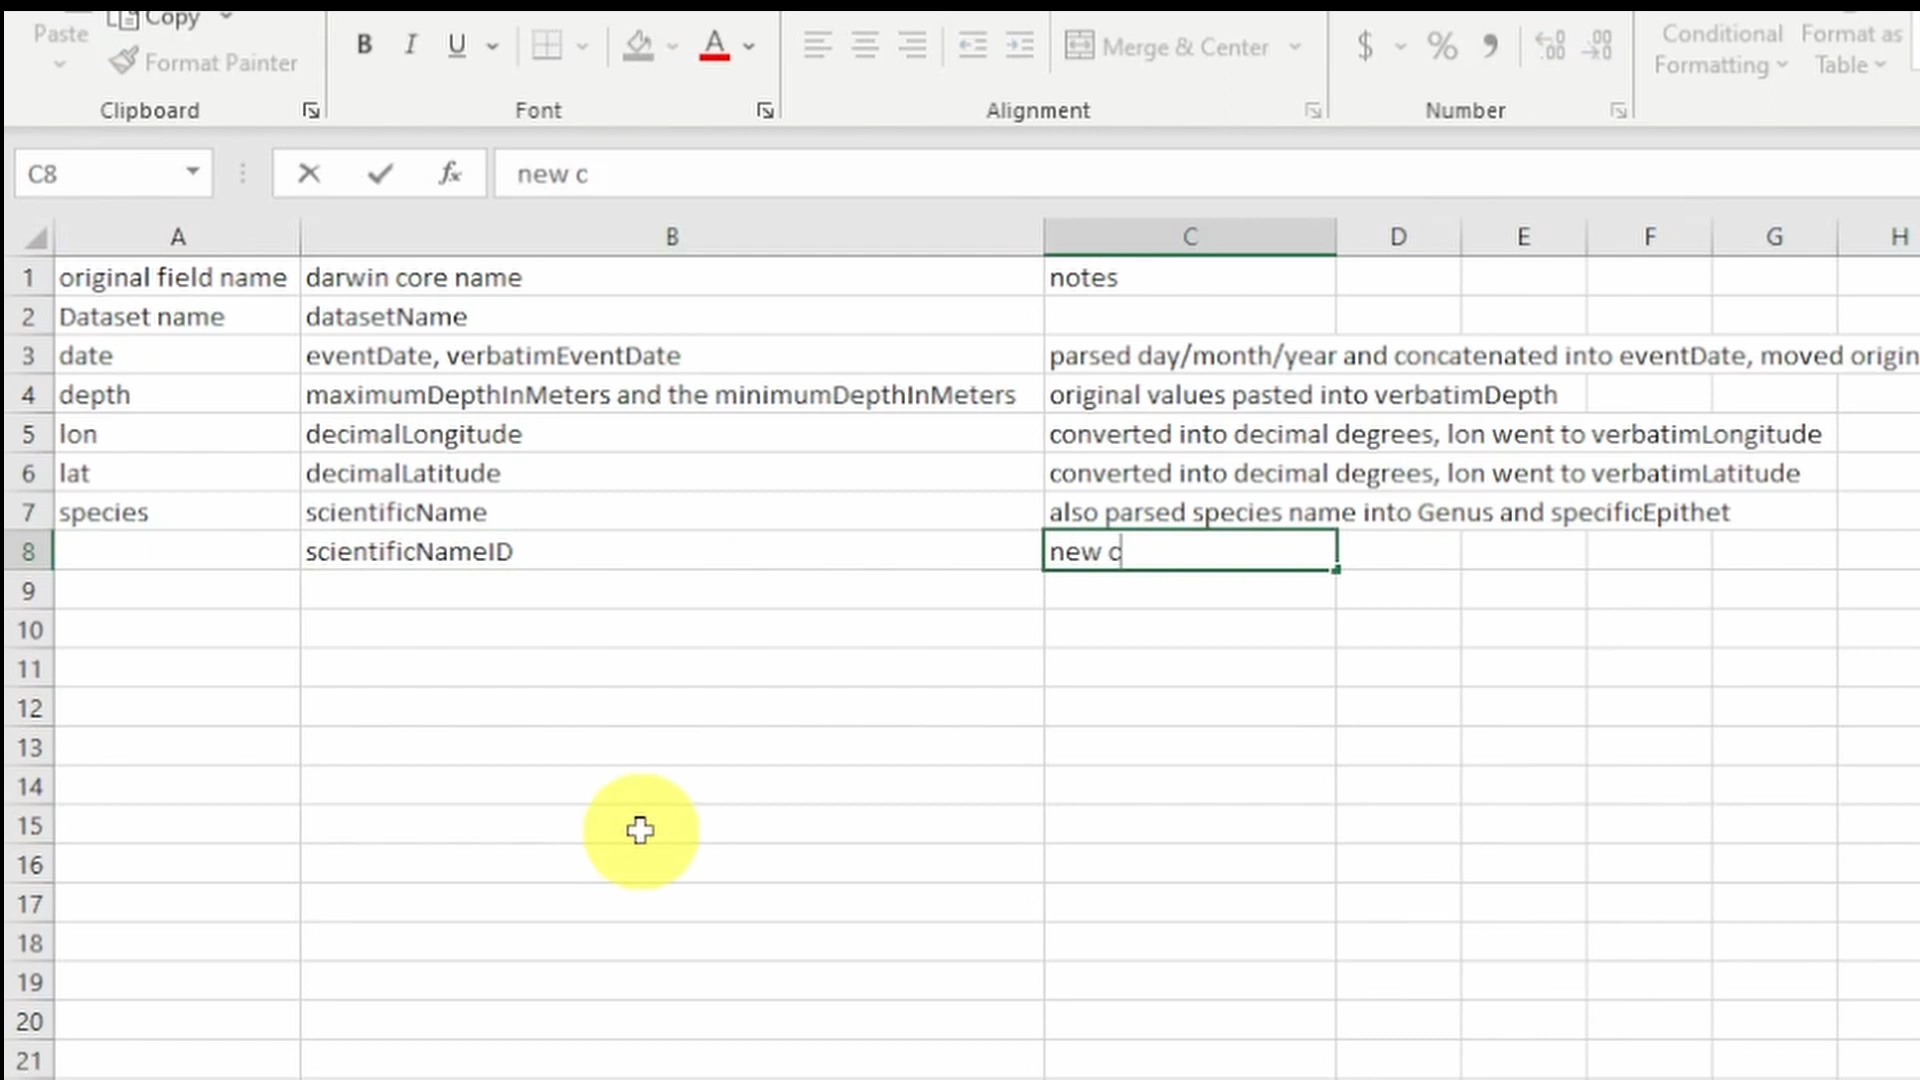 Paste
Copy
Format Painter
B I U A
Merge & Center
$ % 9 .00 .00
Conditional Formatting
Format as Table
Clipboard
Font
Alignment
Number
C8
fx
new c
A B C D E F G H
1 original field name darwin core name notes
2 Dataset name datasetName
3 date eventDate, verbatimEventDate parsed day/month/year and concatenated into eventDate, moved origin
4 depth maximumDepthInMeters and the minimumDepthInMeters original values pasted into verbatimDepth
5 lon decimalLongitude converted into decimal degrees, lon went to verbatimLongitude
6 lat decimalLatitude converted into decimal degrees, lon went to verbatimLatitude
7 species scientificName also parsed species name into Genus and specificEpithet
8 scientificNameID new c
9
10
11
12
13
14
15
16
17
18
19
20
21